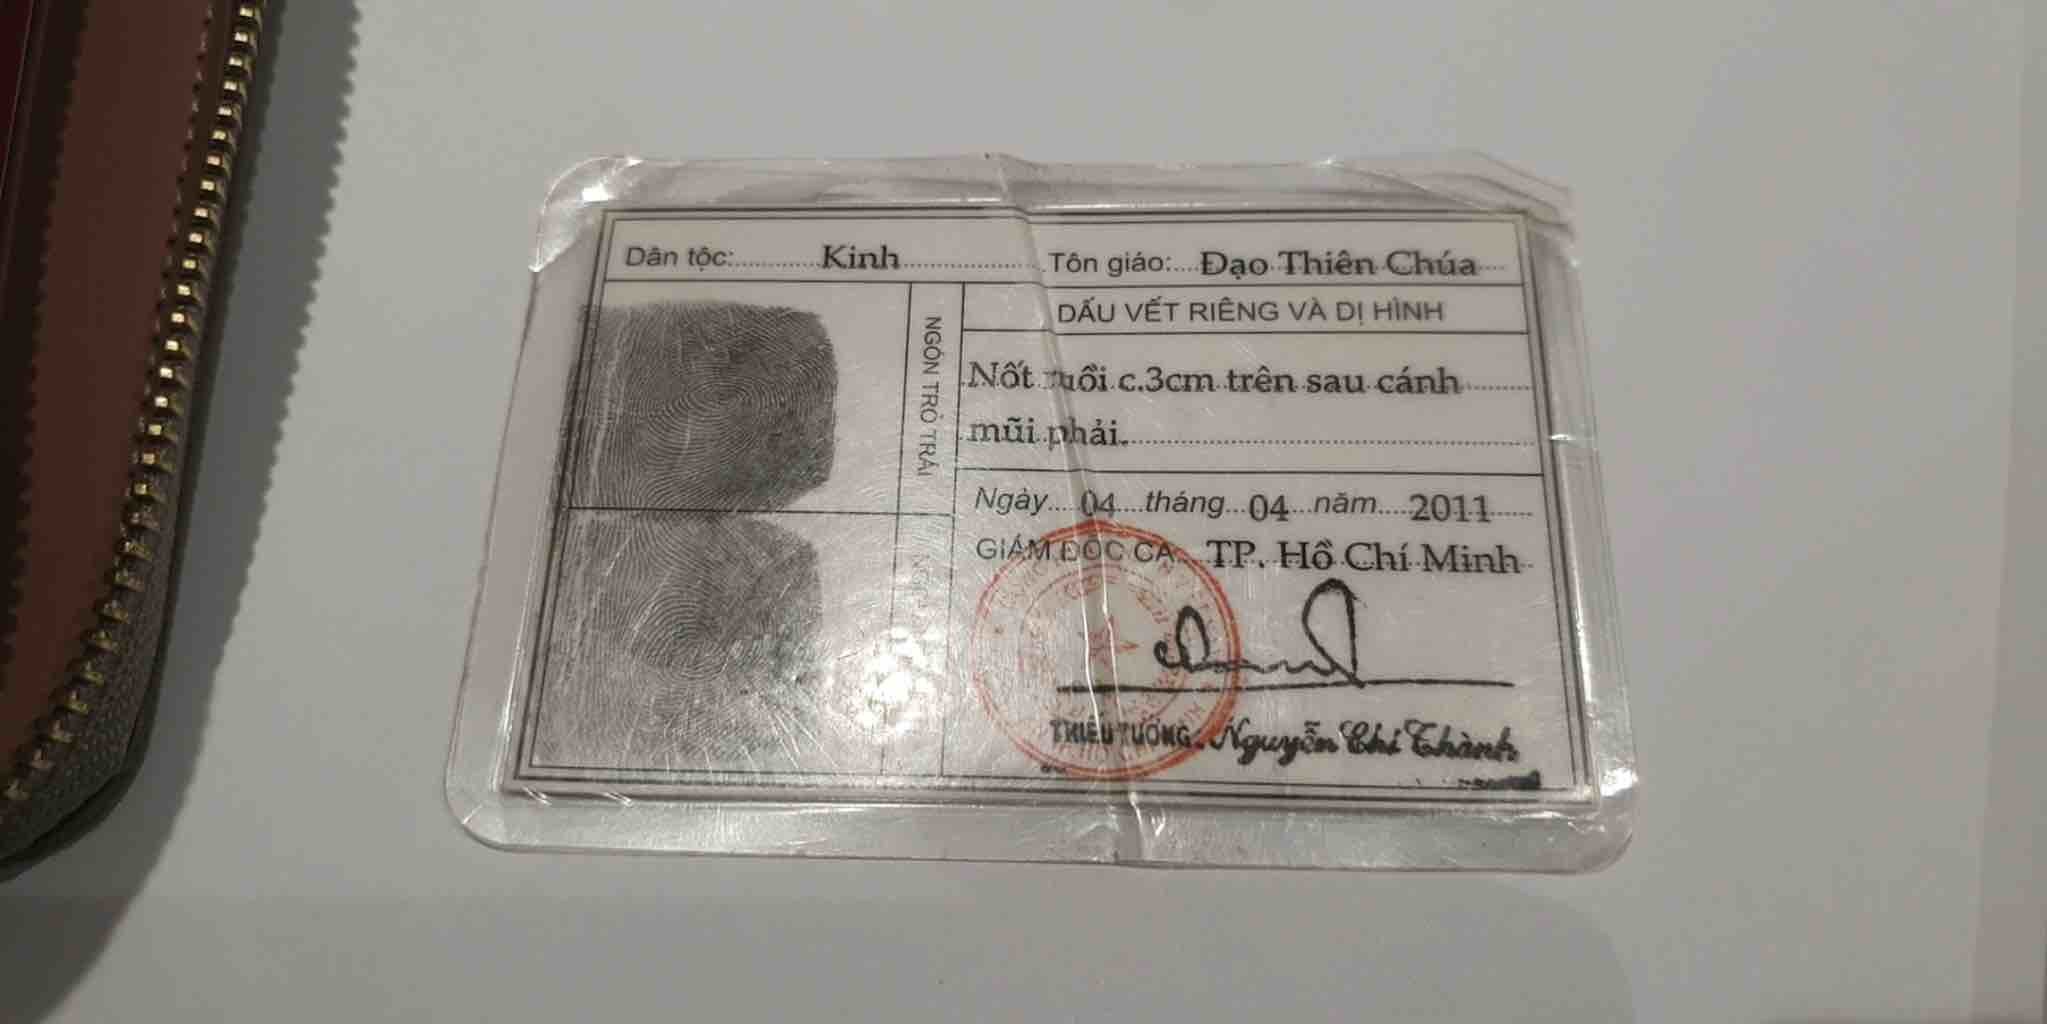 Dân tộc: Kinh Tôn giáo: Đạo Thiên Chúa
NGÓN TRỎ TRÁI
DẤU VẾT RIÊNG VÀ DỊ HÌNH
Nốt ruồi c.3cm trên sau cánh
mũi phải.
Ngày 04 tháng 04 năm 2011
GIÁM ĐỐC CA TP. Hồ Chí Minh
THIẾU TƯỚNG. Nguyễn Chí Thành